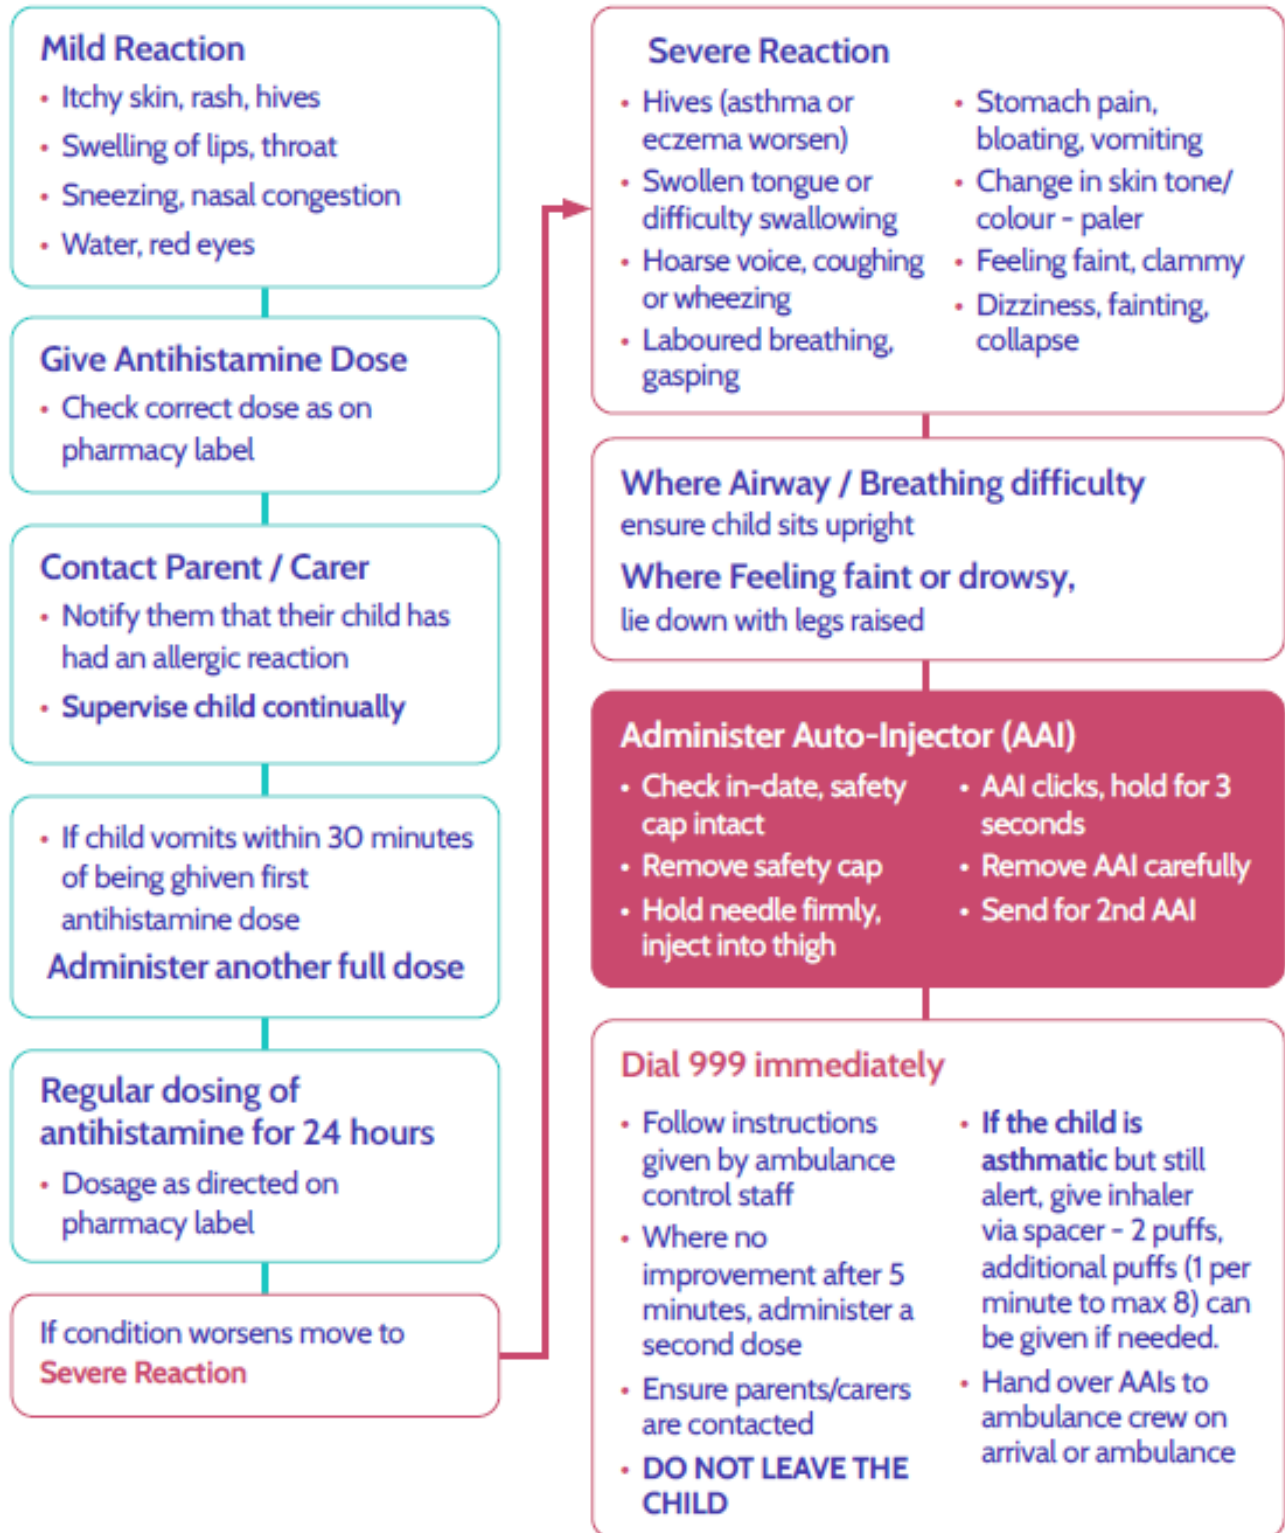 Mild Reaction
• Itchy skin, rash, hives
• Swelling of lips, throat
• Sneezing, nasal congestion
• Water, red eyes
Give Antihistamine Dose
• Check correct dose as on
pharmacy label
Contact Parent / Carer
• Notify them that their child has
had an allergic reaction
• Supervise child continually
• If child vomits within 30 minutes
of being ghiven first
antihistamine dose
Administer another full dose
Regular dosing of
antihistamine for 24 hours
• Dosage as directed on
pharmacy label
If condition worsens move to
Severe Reaction
Severe Reaction
• Hives (asthma or
eczema worsen)
• Swollen tongue or
difficulty swallowing
• Hoarse voice, coughing
or wheezing
• Laboured breathing,
gasping
• Stomach pain,
bloating, vomiting
• Change in skin tone/
colour - paler
• Feeling faint, clammy
• Dizziness, fainting,
collapse
Where Airway / Breathing difficulty
ensure child sits upright
Where Feeling faint or drowsy,
lie down with legs raised
Administer Auto-Injector (AAI)
• Check in-date, safety
cap intact
• Remove safety cap
• Hold needle firmly,
inject into thigh
• AAI clicks, hold for 3
seconds
• Remove AAI carefully
• Send for 2nd AAI
Dial 999 immediately
• Follow instructions
given by ambulance
control staff
• Where no
improvement after 5
minutes, administer a
second dose
• Ensure parents/carers
are contacted
• DO NOT LEAVE THE
CHILD
• If the child is
asthmatic but still
alert, give inhaler
via spacer - 2 puffs,
additional puffs (1 per
minute to max 8) can
be given if needed.
• Hand over AAIs to
ambulance crew on
arrival or ambulance